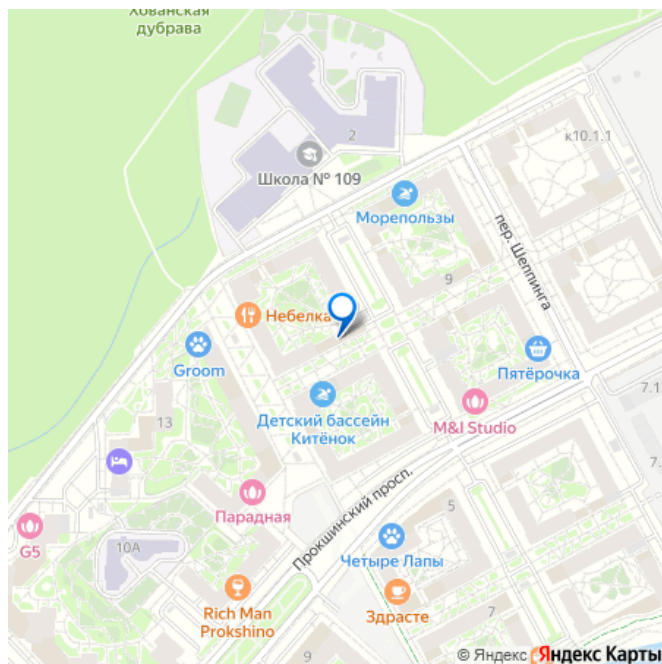 Хованская
дубрава
к10.1.1
2
Школа № 109
Морепользы
пер. Шеппинга
9
Небелка
Groom
Пятёрочка
7.1
Детский бассейн
Китёнок
M&I Studio
13
Парадная
Прокшинский просп.
5
G5
10А
Четыре Лапы
Rich Man
Prokshino
Здрасте
7
9
© Яндекс Яндекс Карты